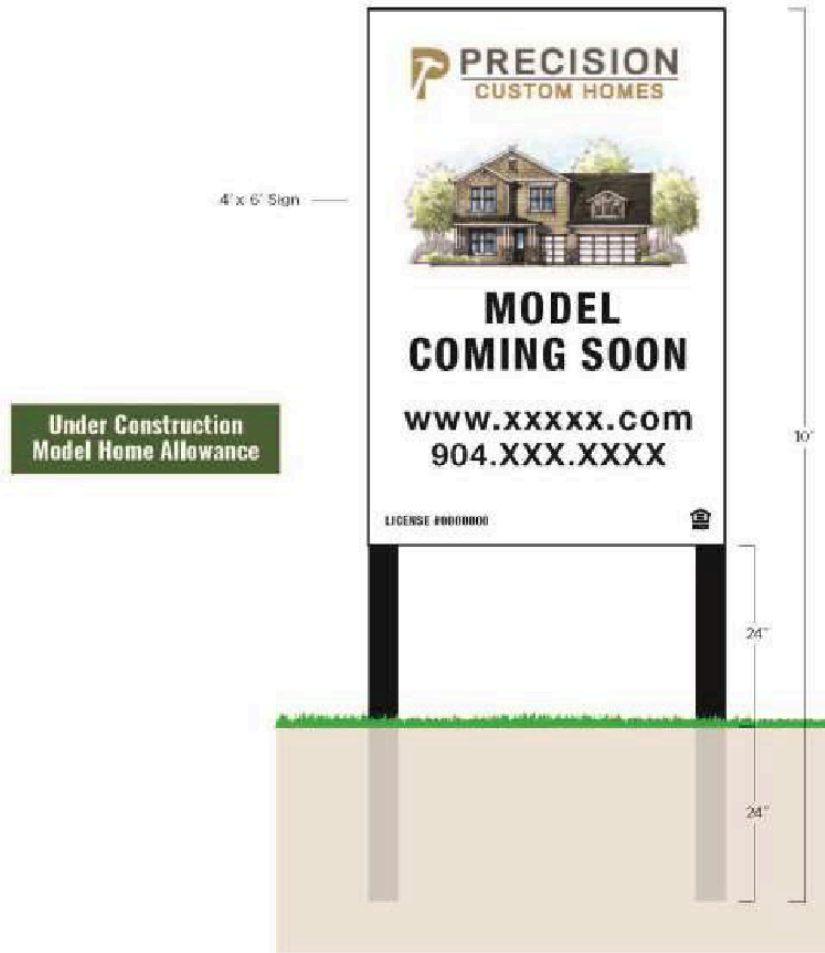 PRECISION
CUSTOM HOMES
4' x 6' Sign
MODEL
COMING SOON
www.xxxxx.com
904.XXX.XXXX
Under Construction
Model Home Allowance
10'
LICENSE #0000000
24"
24"